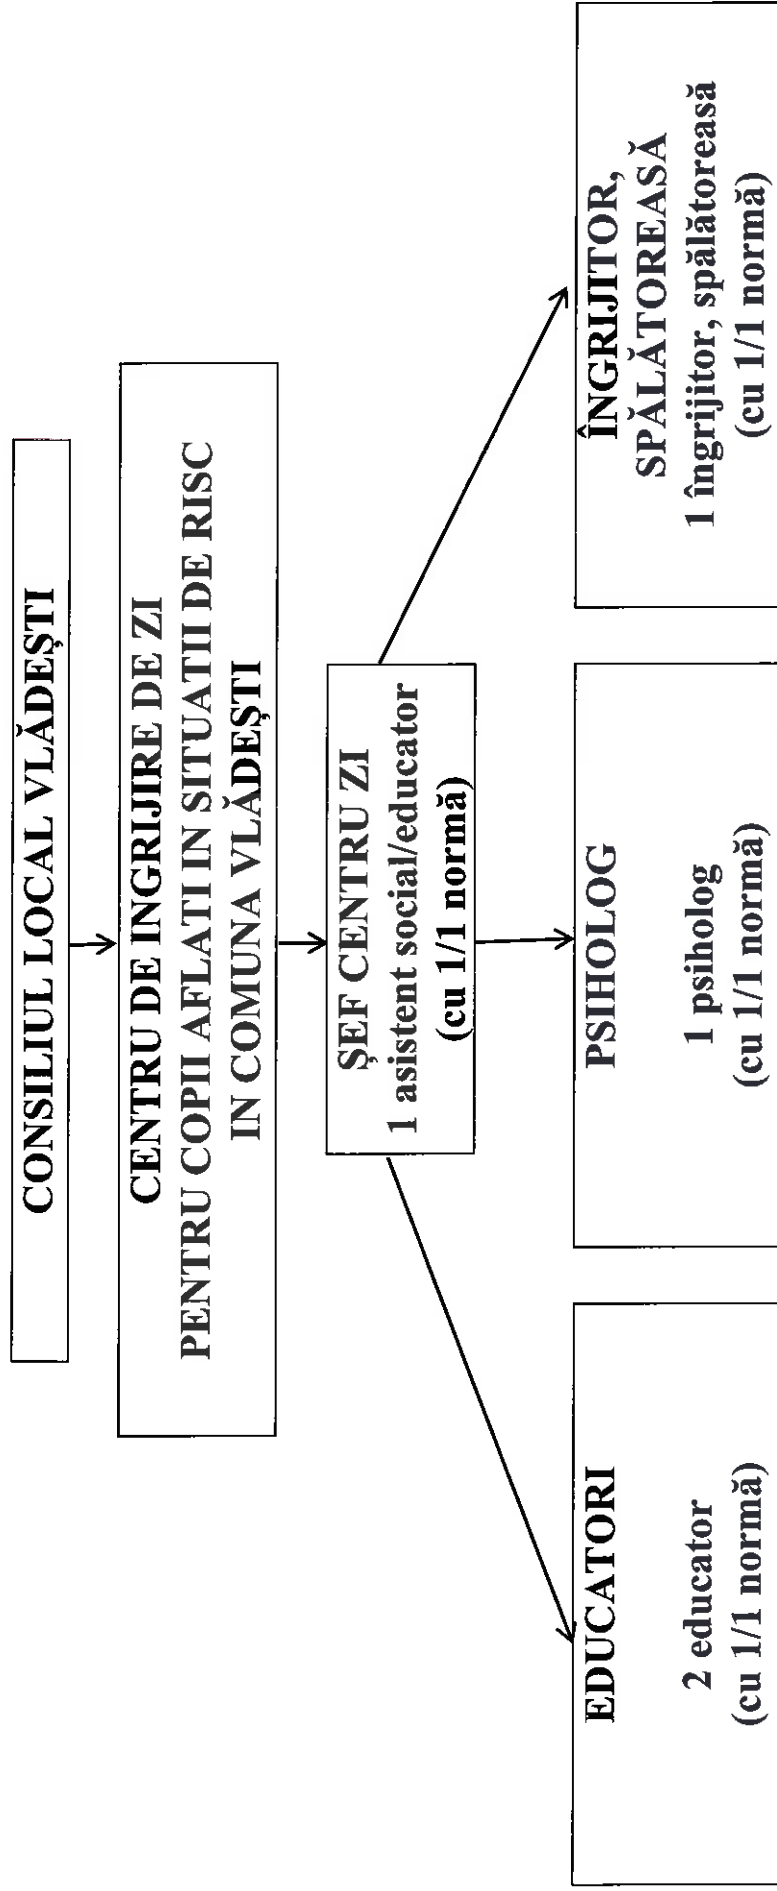 CONSILIUL LOCAL VLĂDEȘTI
CENTRU DE INGRIJIRE DE ZI
PENTRU COPII AFLATI IN SITUATII DE RISC
IN COMUNA VLĂDEȘTI
ȘEF CENTRU ZI
1 asistent social/educator
(cu 1/1 normă)
EDUCATORI
2 educator
(cu 1/1 normă)
PSIHOLOG
1 psiholog
(cu 1/1 normă)
ÎNGRIJITOR,
SPĂLĂTOREASĂ
1 îngrijitor, spălătoreasă
(cu 1/1 normă)